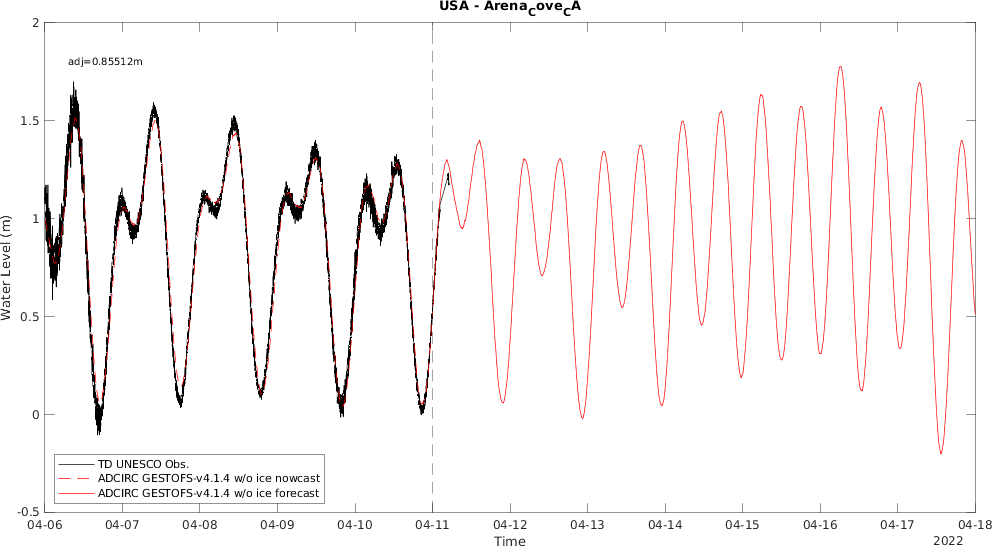 USA - ArenaCoveCA
adj=0.85512m
2
1.5
1
0.5
0
-0.5
Water Level (m)
TD UNESCO Obs.
ADCIRC GESTOFS-v4.1.4 w/o ice nowcast
ADCIRC GESTOFS-v4.1.4 w/o ice forecast
04-06 04-07 04-08 04-09 04-10 04-11 04-12 04-13 04-14 04-15 04-16 04-17 04-18
Time
2022